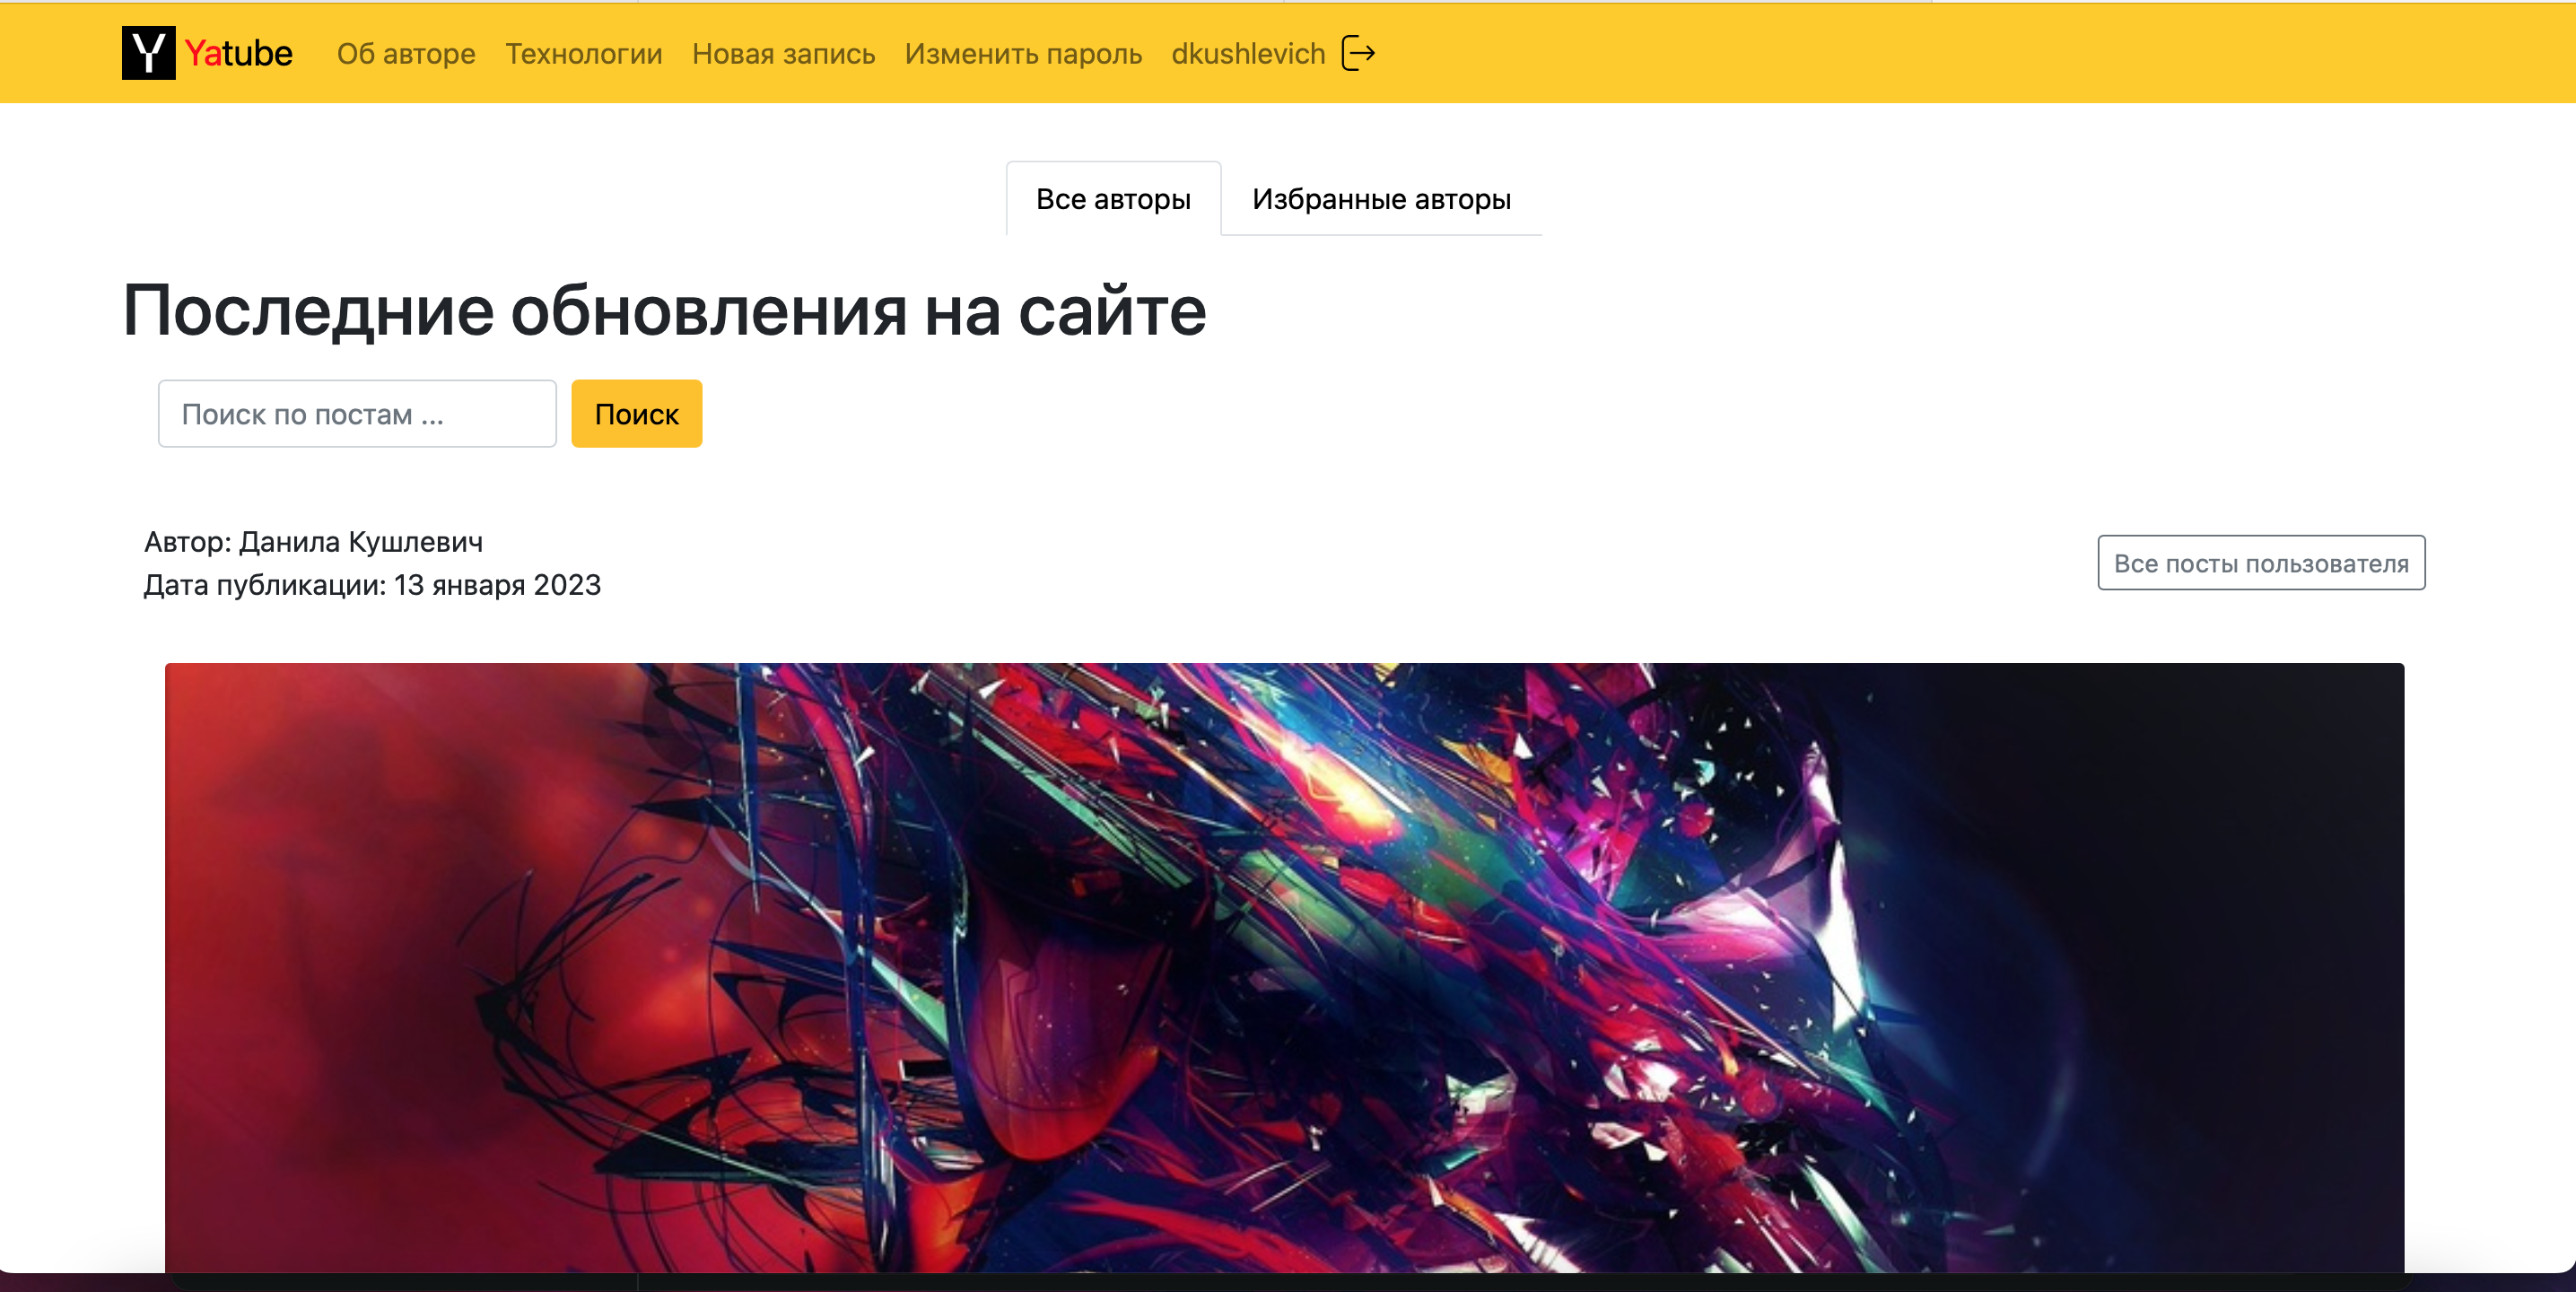 Y Yatube Об авторе Технологии Новая запись Изменить пароль dkushlevich
Все авторы Избранные авторы
Последние обновления на сайте
Поиск по постам ... Поиск
Автор: Данила Кушлевич
Дата публикации: 13 января 2023
Все посты пользователя